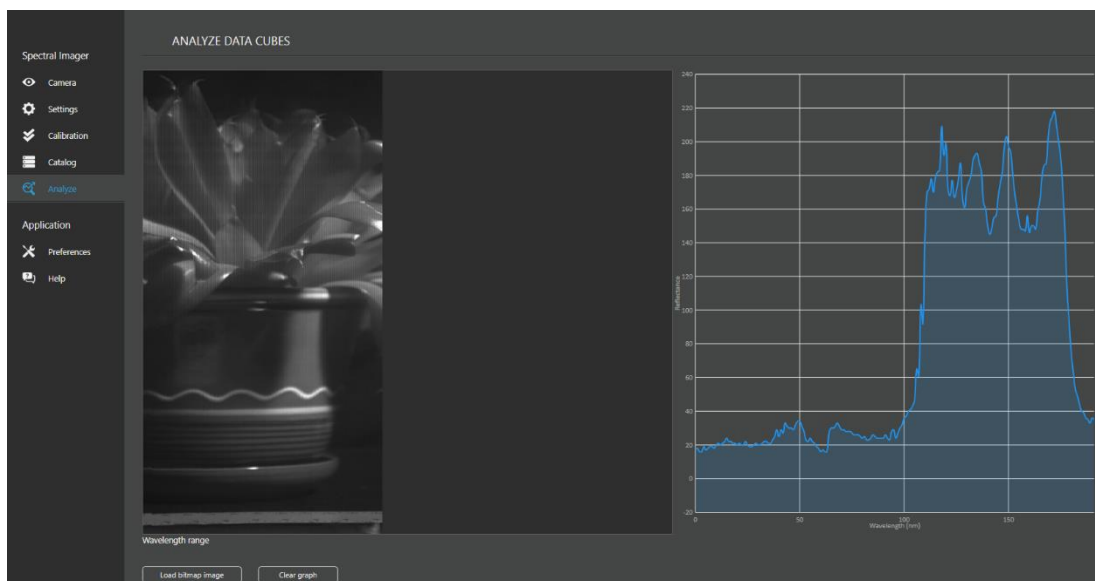 ANALYZE DATA CUBES
Spectral Imager
Camera
Settings
Calibration
Catalog
Analyze
Application
Preferences
Help
240
220
200
180
160
140
120
100
80
60
40
20
0
-20
Reflectance
0
50
100
150
Wavelength [nm]
Wavelength range
Load bitmap image
Clear graph